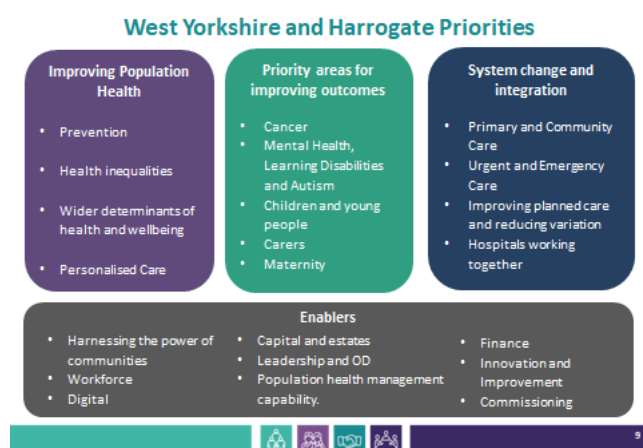 West Yorkshire and Harrogate Priorities
Improving Population
Health
• Prevention
• Health inequalities
• Wider determinants of
health and wellbeing
• Personalised Care
Priority areas for
improving outcomes
• Cancer
• Mental Health,
Learning Disabilities
and Autism
• Children and young
people
• Carers
• Maternity
System change and
integration
• Primary and Community
Care
• Urgent and Emergency
Care
• Improving planned care
and reducing variation
• Hospitals working
together
Enablers
• Harnessing the power of
communities
• Workforce
• Digital
• Capital and estates
• Leadership and OD
• Population health management
capability.
• Finance
• Innovation and
Improvement
• Commissioning
9